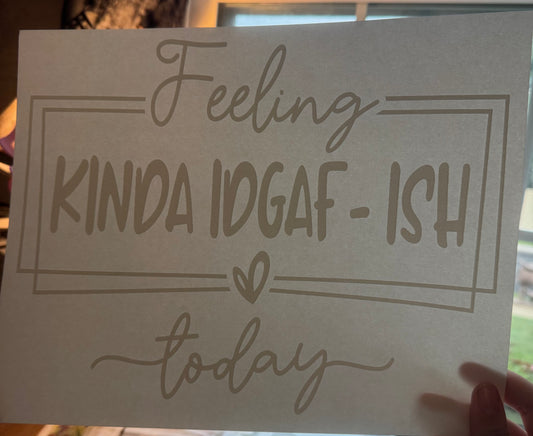 Feeling
KINDA IDGAF - ISH
today